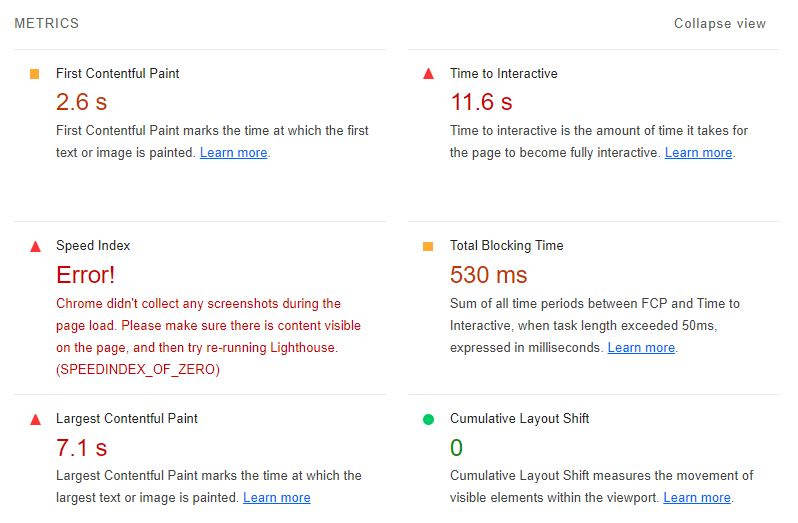 METRICS
Collapse view
First Contentful Paint
2.6 s
First Contentful Paint marks the time at which the first
text or image is painted. Learn more.
Time to Interactive
11.6 s
Time to interactive is the amount of time it takes for
the page to become fully interactive. Learn more.
Speed Index
Error!
Chrome didn't collect any screenshots during the
page load. Please make sure there is content visible
on the page, and then try re-running Lighthouse.
(SPEEDINDEX_OF_ZERO)
Total Blocking Time
530 ms
Sum of all time periods between FCP and Time to
Interactive, when task length exceeded 50ms,
expressed in milliseconds. Learn more.
Largest Contentful Paint
7.1 s
Largest Contentful Paint marks the time at which the
largest text or image is painted. Learn more
Cumulative Layout Shift
0
Cumulative Layout Shift measures the movement of
visible elements within the viewport. Learn more.